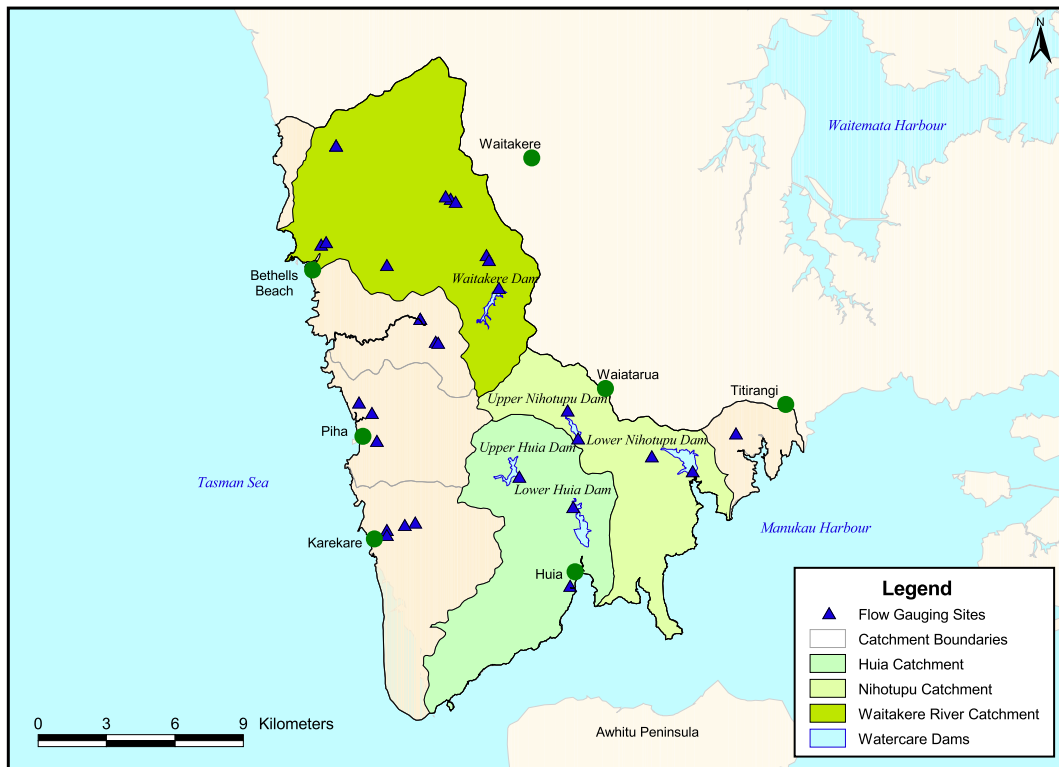 N
Waitemata Harbour
Waitakere
Bethells
Beach
Waitakere Dam
Waiatarua
Titirangi
Upper Nihotupu Dam
Piha
Lower Nihotupu Dam
Upper Huia Dam
Tasman Sea
Lower Huia Dam
Manukau Harbour
Karekare
Huia
Legend
Flow Gauging Sites
Catchment Boundaries
Huia Catchment
Nihotupu Catchment
Waitakere River Catchment
Watercare Dams
0 3 6 9 Kilometers
Awhitu Peninsula